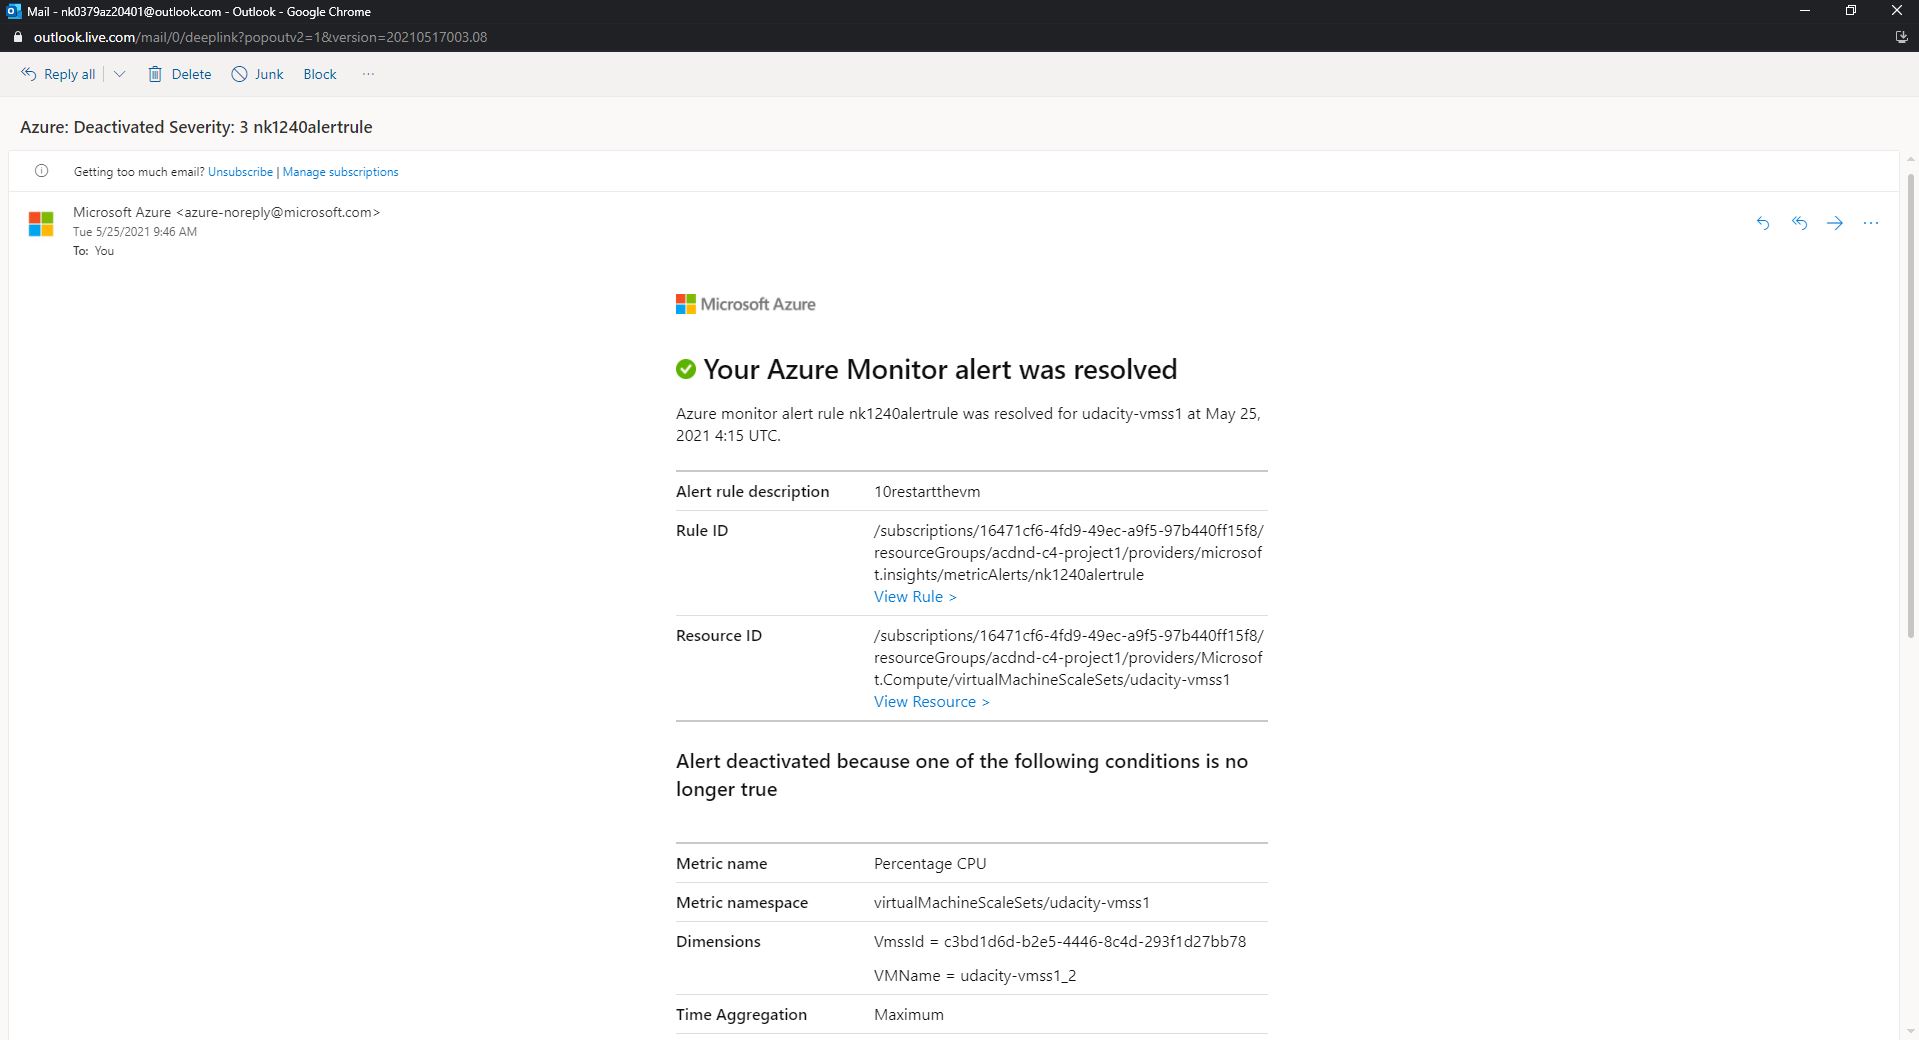 Mail - nk0379az20401@outlook.com - Outlook - Google Chrome
outlook.live.com/mail/0/deeplink?popoutv2=1&version=20210517003.08
Reply all Delete Junk Block ...
Azure: Deactivated Severity: 3 nk1240alertrule
Getting too much email? Unsubscribe | Manage subscriptions
Microsoft Azure <azure-noreply@microsoft.com>
Tue 5/25/2021 9:46 AM
To: You
Microsoft Azure
Your Azure Monitor alert was resolved
Azure monitor alert rule nk1240alertrule was resolved for udacity-vmss1 at May 25,
2021 4:15 UTC.
Alert rule description 10restartthevm
Rule ID /subscriptions/16471cf6-4fd9-49ec-a9f5-97b440ff15f8/
resourceGroups/acdnd-c4-project1/providers/microsof
t.insights/metricAlerts/nk1240alertrule
View Rule >
Resource ID /subscriptions/16471cf6-4fd9-49ec-a9f5-97b440ff15f8/
resourceGroups/acdnd-c4-project1/providers/Microsof
t.Compute/virtualMachineScaleSets/udacity-vmss1
View Resource >
Alert deactivated because one of the following conditions is no
longer true
Metric name Percentage CPU
Metric namespace virtualMachineScaleSets/udacity-vmss1
Dimensions VmssId = c3bd1d6d-b2e5-4446-8c4d-293f1d27bb78
VMName = udacity-vmss1_2
Time Aggregation Maximum